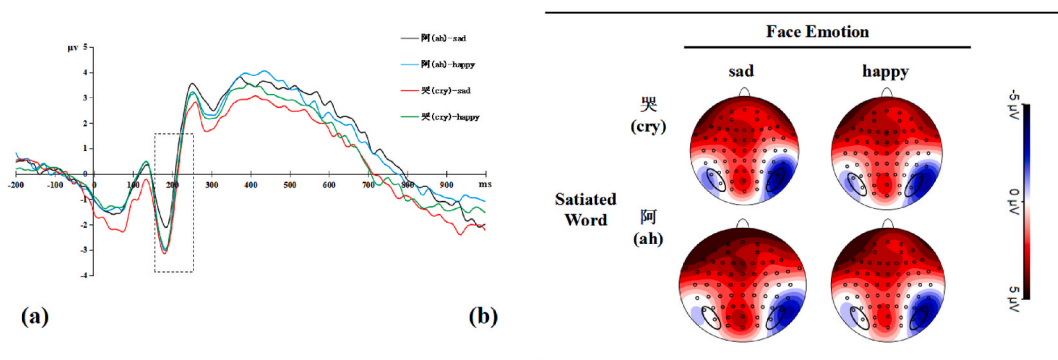 μv
5
4
3
2
1
0
-1
-2
-3
-4
-200 -100 100 200 300 400 500 600 700 800 900 ms
阿(ah)-sad
阿(ah)-happy
哭(cry)-sad
哭(cry)-happy
(a)
(b)
Face Emotion
sad happy
哭
(cry)
Satiated
Word
阿
(ah)
-5 μV
0 μV
5 μV